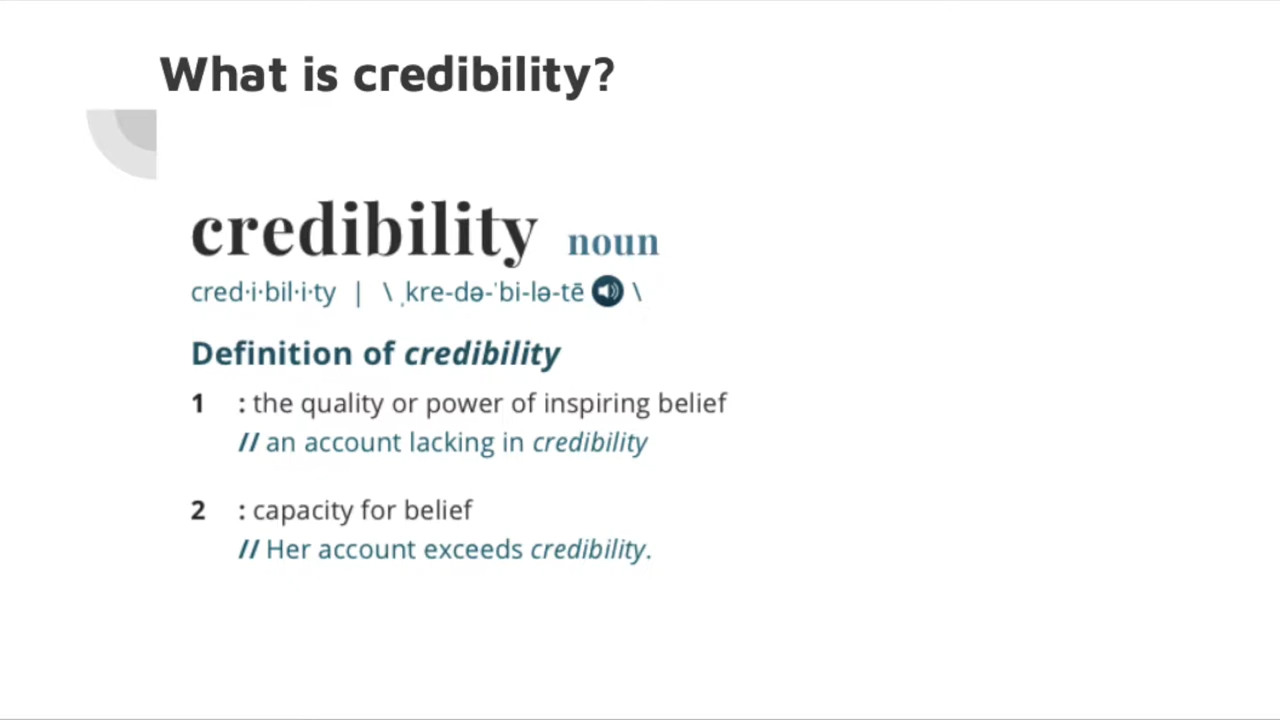 What is credibility?
credibility noun
cred·i·bil·i·ty | \ ˌkre-də-ˈbi-lə-tē \
Definition of credibility
1 : the quality or power of inspiring belief
// an account lacking in credibility
2 : capacity for belief
// Her account exceeds credibility.